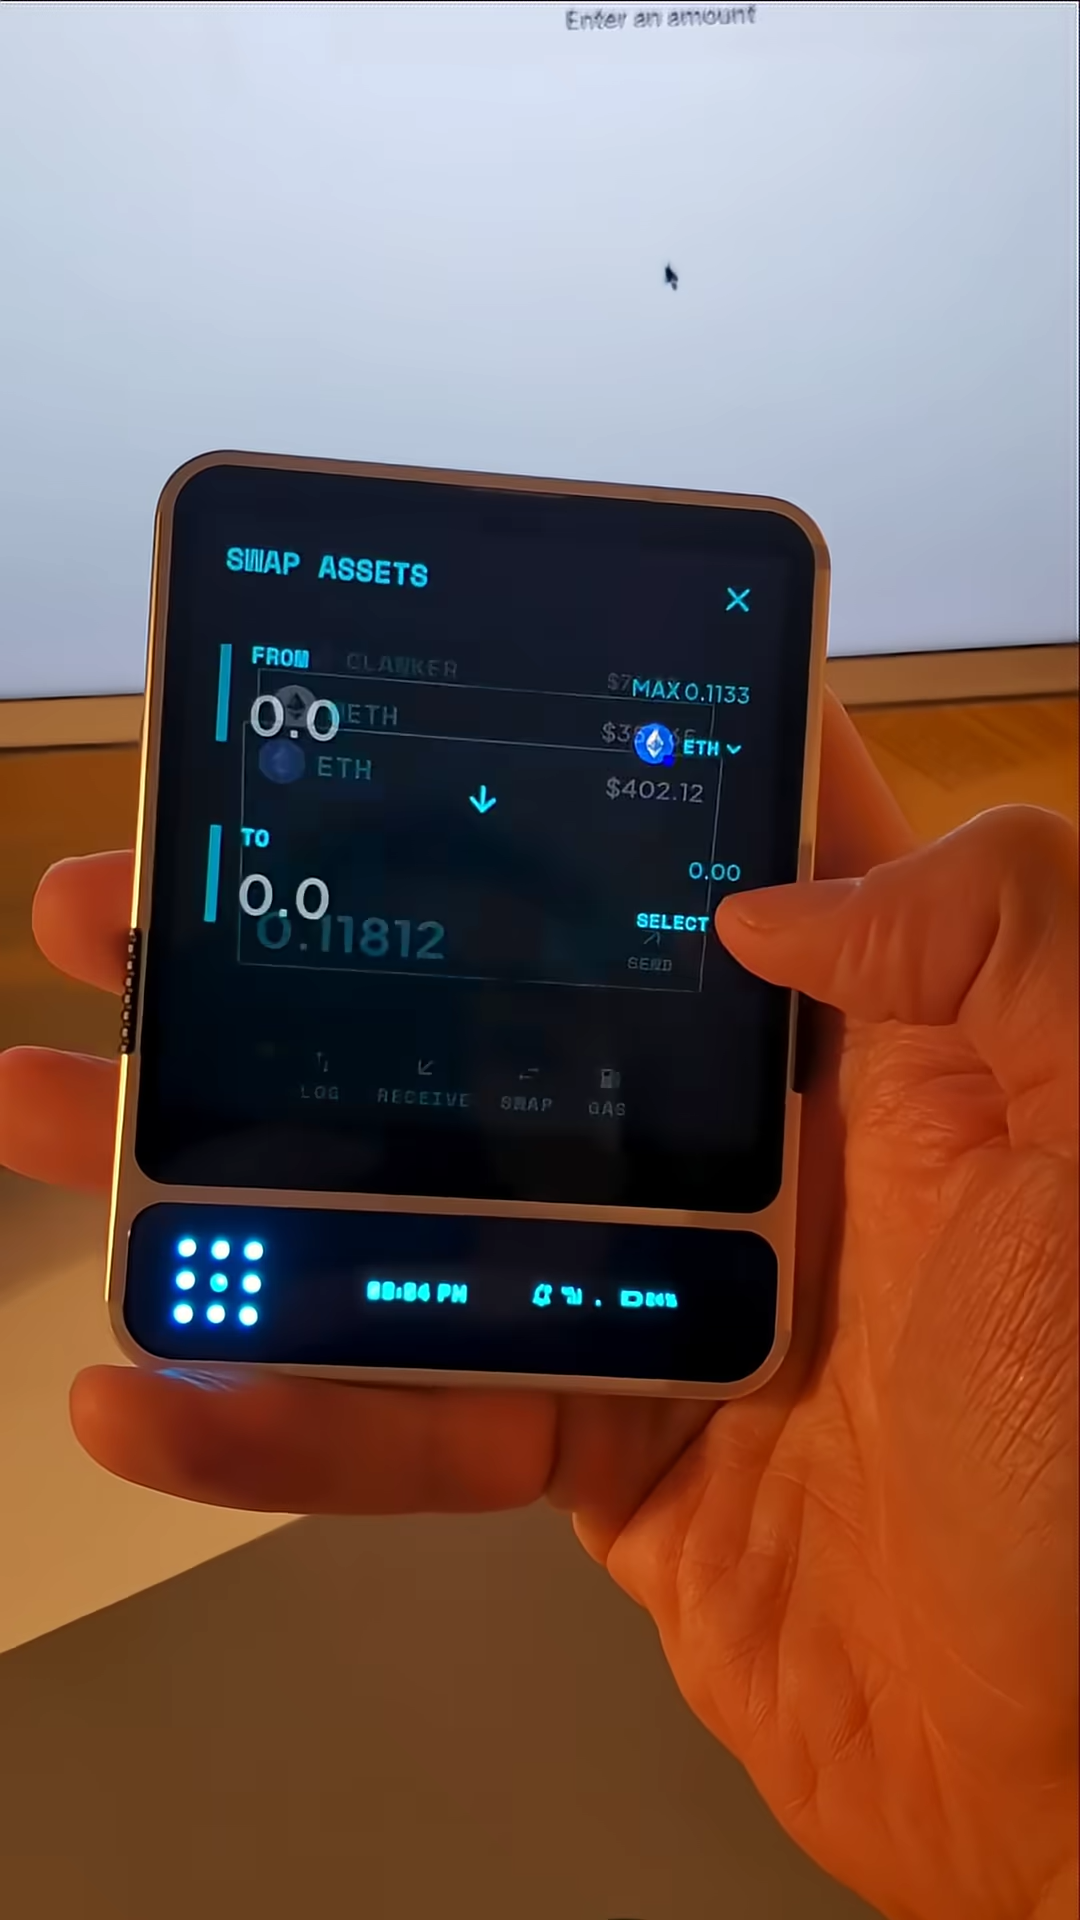 Enter an amount
SWAP ASSETS
FROM
CLANKER
MAX 0.1133
0.0
ETH
ETH
ETH
$402.12
TO
0.00
0.0
SELECT
0.11812
SEND
LOG
RECEIVE
SWAP
GAS
PM